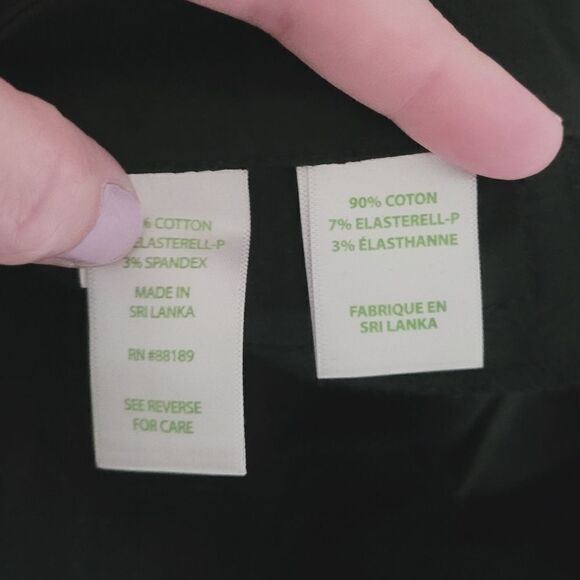 % COTTON
ELASTERELL-P
3% SPANDEX
MADE IN
SRI LANKA
RN #88189
SEE REVERSE
FOR CARE
90% COTON
7% ELASTERELL-P
3% ÉLASTHANNE
FABRIQUE EN
SRI LANKA